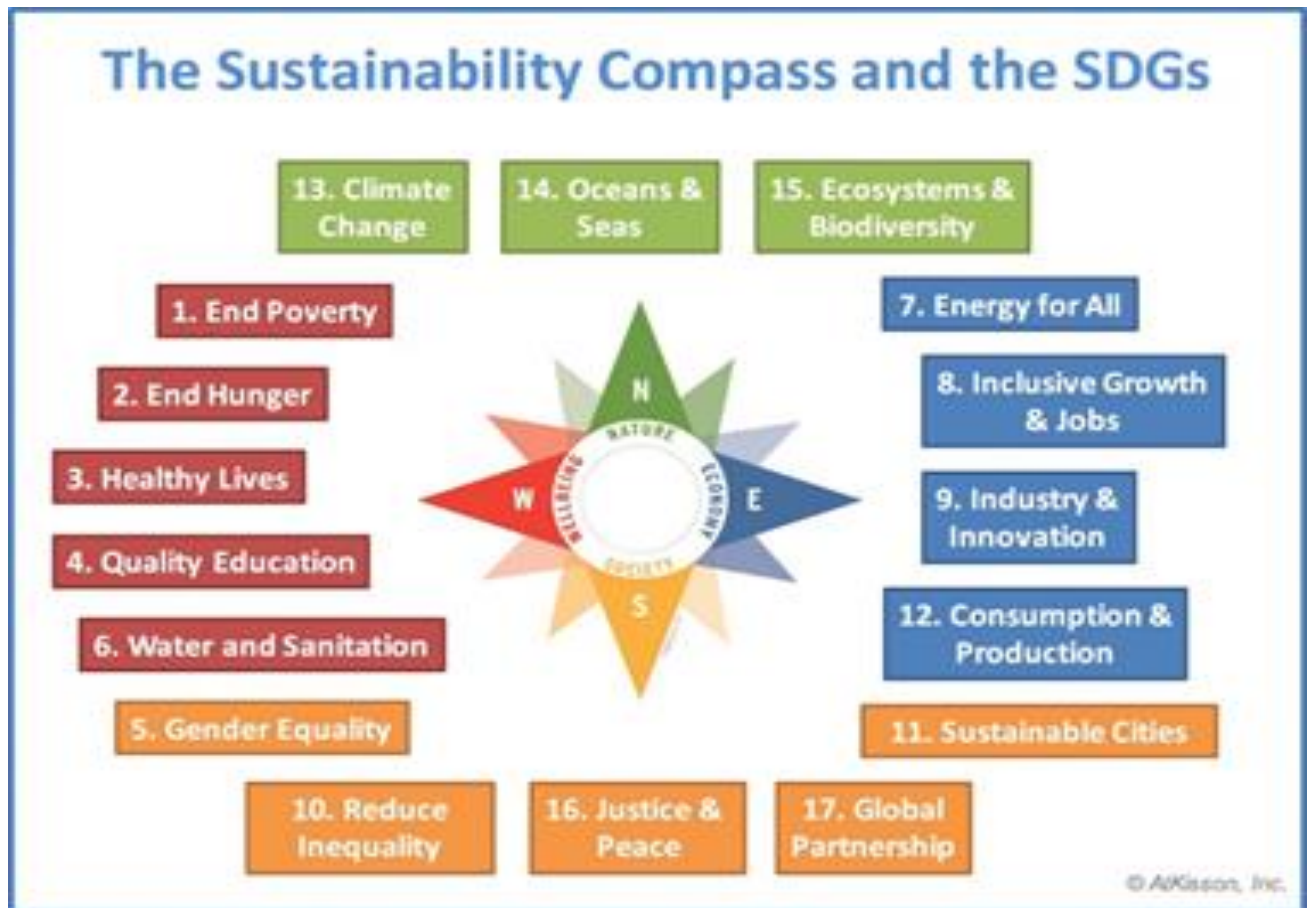 The Sustainability Compass and the SDGs
13. Climate
Change
14. Oceans &
Seas
15. Ecosystems &
Biodiversity
1. End Poverty
2. End Hunger
3. Healthy Lives
4. Quality Education
6. Water and Sanitation
5. Gender Equality
7. Energy for All
8. Inclusive Growth
& Jobs
9. Industry &
Innovation
12. Consumption &
Production
11. Sustainable Cities
10. Reduce
Inequality
16. Justice &
Peace
17. Global
Partnership
N
NATURE
W
WELLBEING
ECONOMY
E
SOCIETY
S
© AtKisson, Inc.